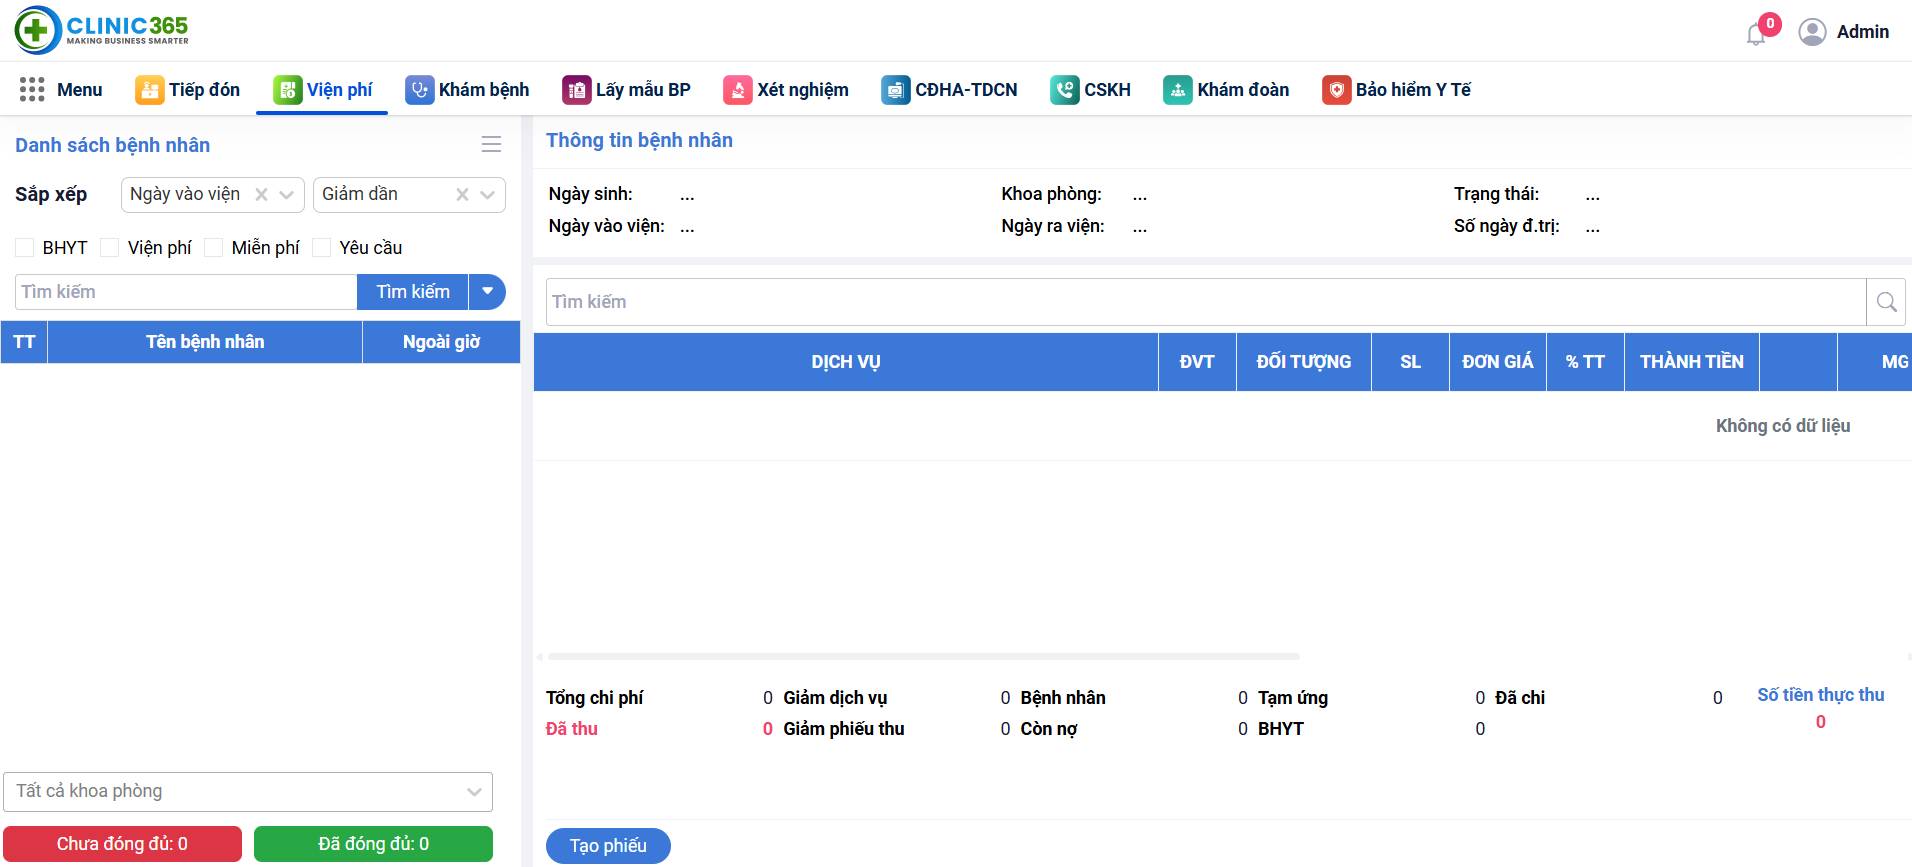 CLINIC365
MAKING BUSINESS SMARTER
0
Admin
Menu Tiếp đón Viện phí Khám bệnh Lấy mẫu BP Xét nghiệm CĐHA-TDCN CSKH Khám đoàn Bảo hiểm Y Tế
Danh sách bệnh nhân
Sắp xếp Ngày vào viện Giảm dần
BHYT Viện phí Miễn phí Yêu cầu
Tìm kiếm Tìm kiếm
TT Tên bệnh nhân Ngoài giờ
Tất cả khoa phòng
Chưa đóng đủ: 0 Đã đóng đủ: 0
Thông tin bệnh nhân
Ngày sinh: ... Khoa phòng: ... Trạng thái: ...
Ngày vào viện: ... Ngày ra viện: ... Số ngày đ.trị: ...
Tìm kiếm
DỊCH VỤ ĐVT ĐỐI TƯỢNG SL ĐƠN GIÁ % TT THÀNH TIỀN MG
Không có dữ liệu
Tổng chi phí 0 Giảm dịch vụ 0 Bệnh nhân 0 Tạm ứng 0 Đã chi 0 Số tiền thực thu
Đã thu 0 Giảm phiếu thu 0 Còn nợ 0 BHYT 0 0
Tạo phiếu